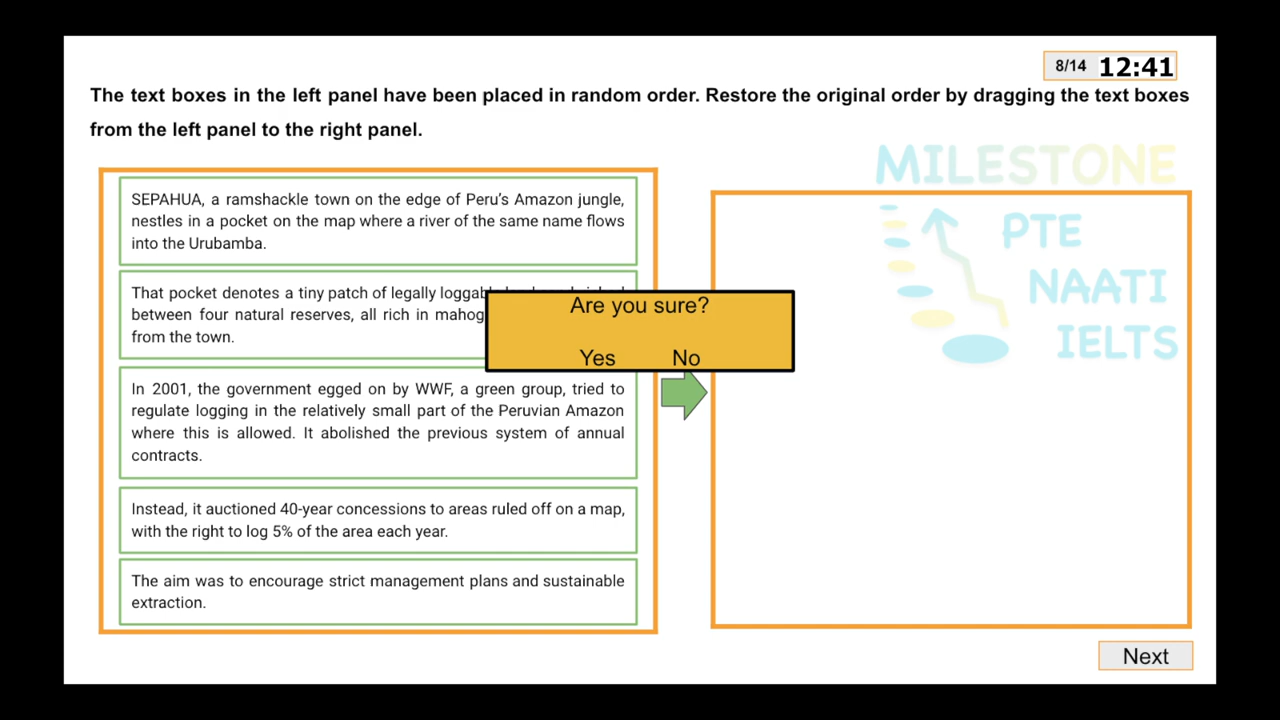 8/14 12:41
The text boxes in the left panel have been placed in random order. Restore the original order by dragging the text boxes
from the left panel to the right panel.
MILESTONE
PTE
NAATI
IELTS
SEPAHUA, a ramshackle town on the edge of Peru’s Amazon jungle,
nestles in a pocket on the map where a river of the same name flows
into the Urubamba.
That pocket denotes a tiny patch of legally
between four natural reserves, all rich in
from the town.
Are you sure?
Yes No
In 2001, the government egged on by WWF, a green group, tried to
regulate logging in the relatively small part of the Peruvian Amazon
where this is allowed. It abolished the previous system of annual
contracts.
Instead, it auctioned 40-year concessions to areas ruled off on a map,
with the right to log 5% of the area each year.
The aim was to encourage strict management plans and sustainable
extraction.
Next